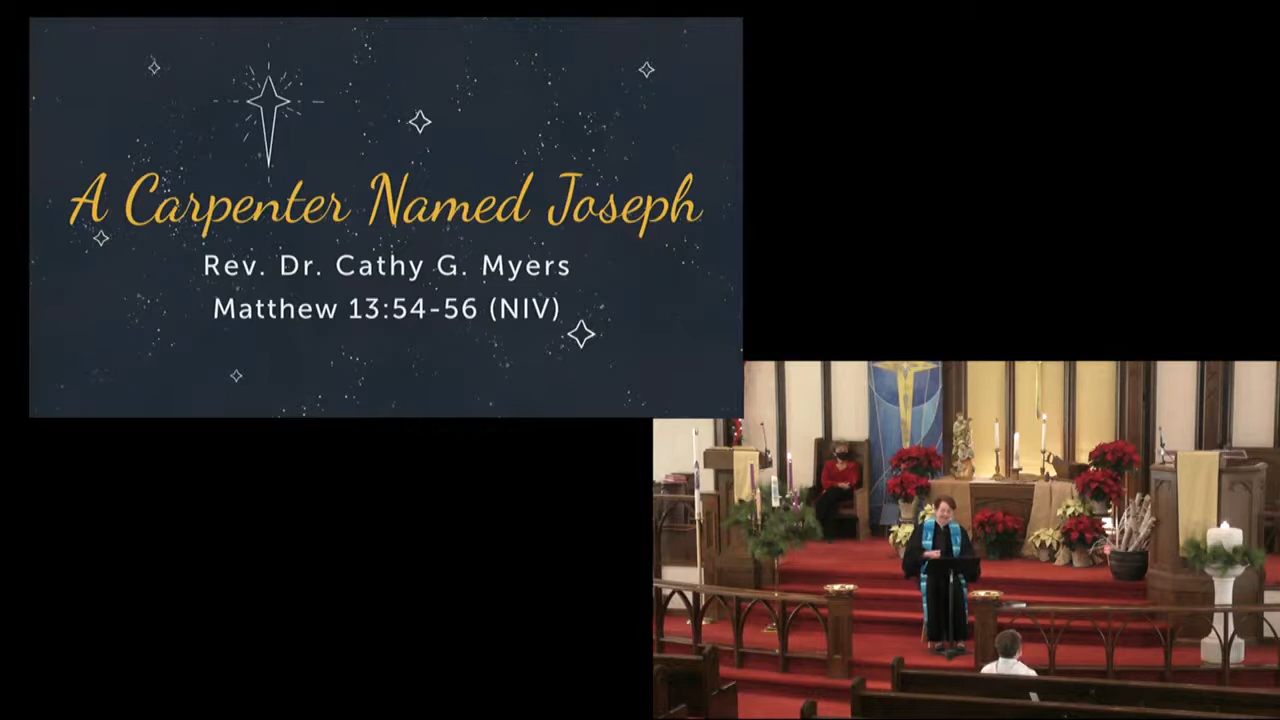 A Carpenter Named Joseph
Rev. Dr. Cathy G. Myers
Matthew 13:54-56 (NIV)